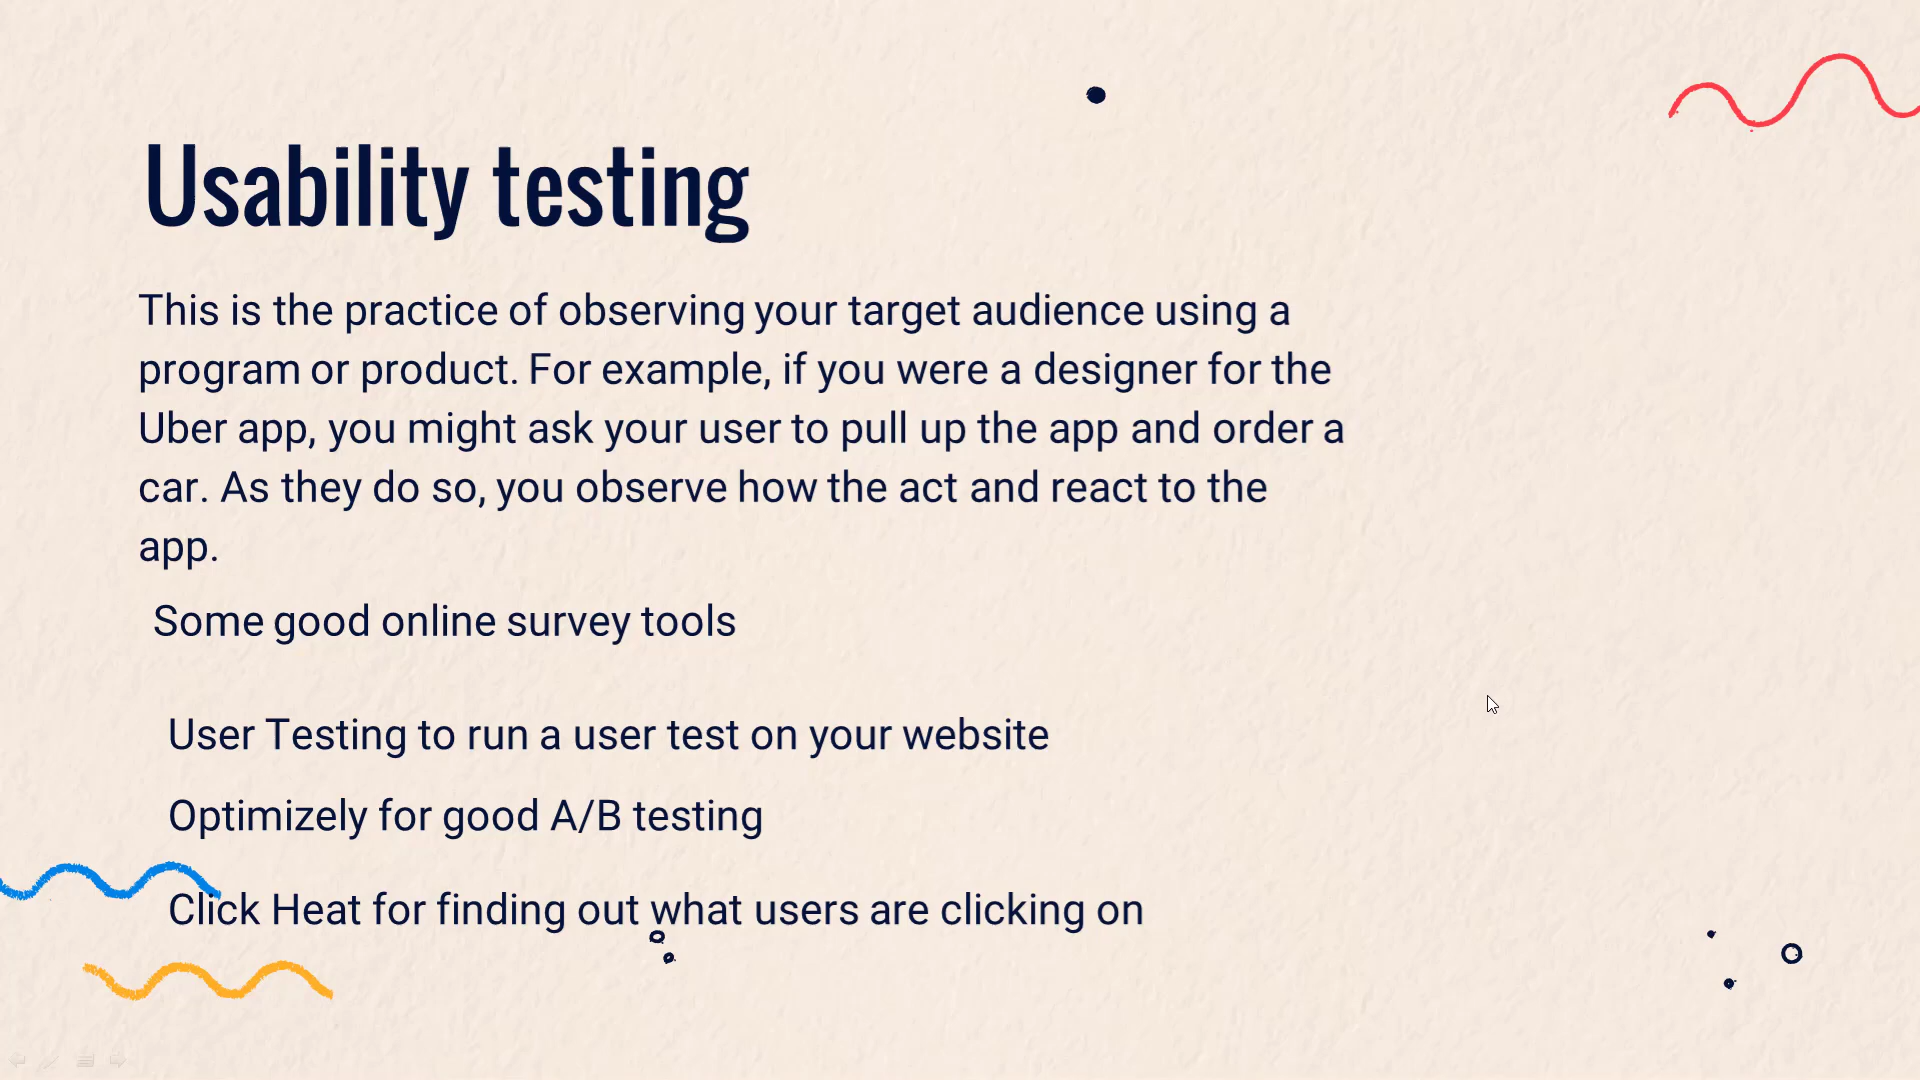 Usability testing
This is the practice of observing your target audience using a
program or product. For example, if you were a designer for the
Uber app, you might ask your user to pull up the app and order a
car. As they do so, you observe how the act and react to the
app.
Some good online survey tools
User Testing to run a user test on your website
Optimizely for good A/B testing
Click Heat for finding out what users are clicking on